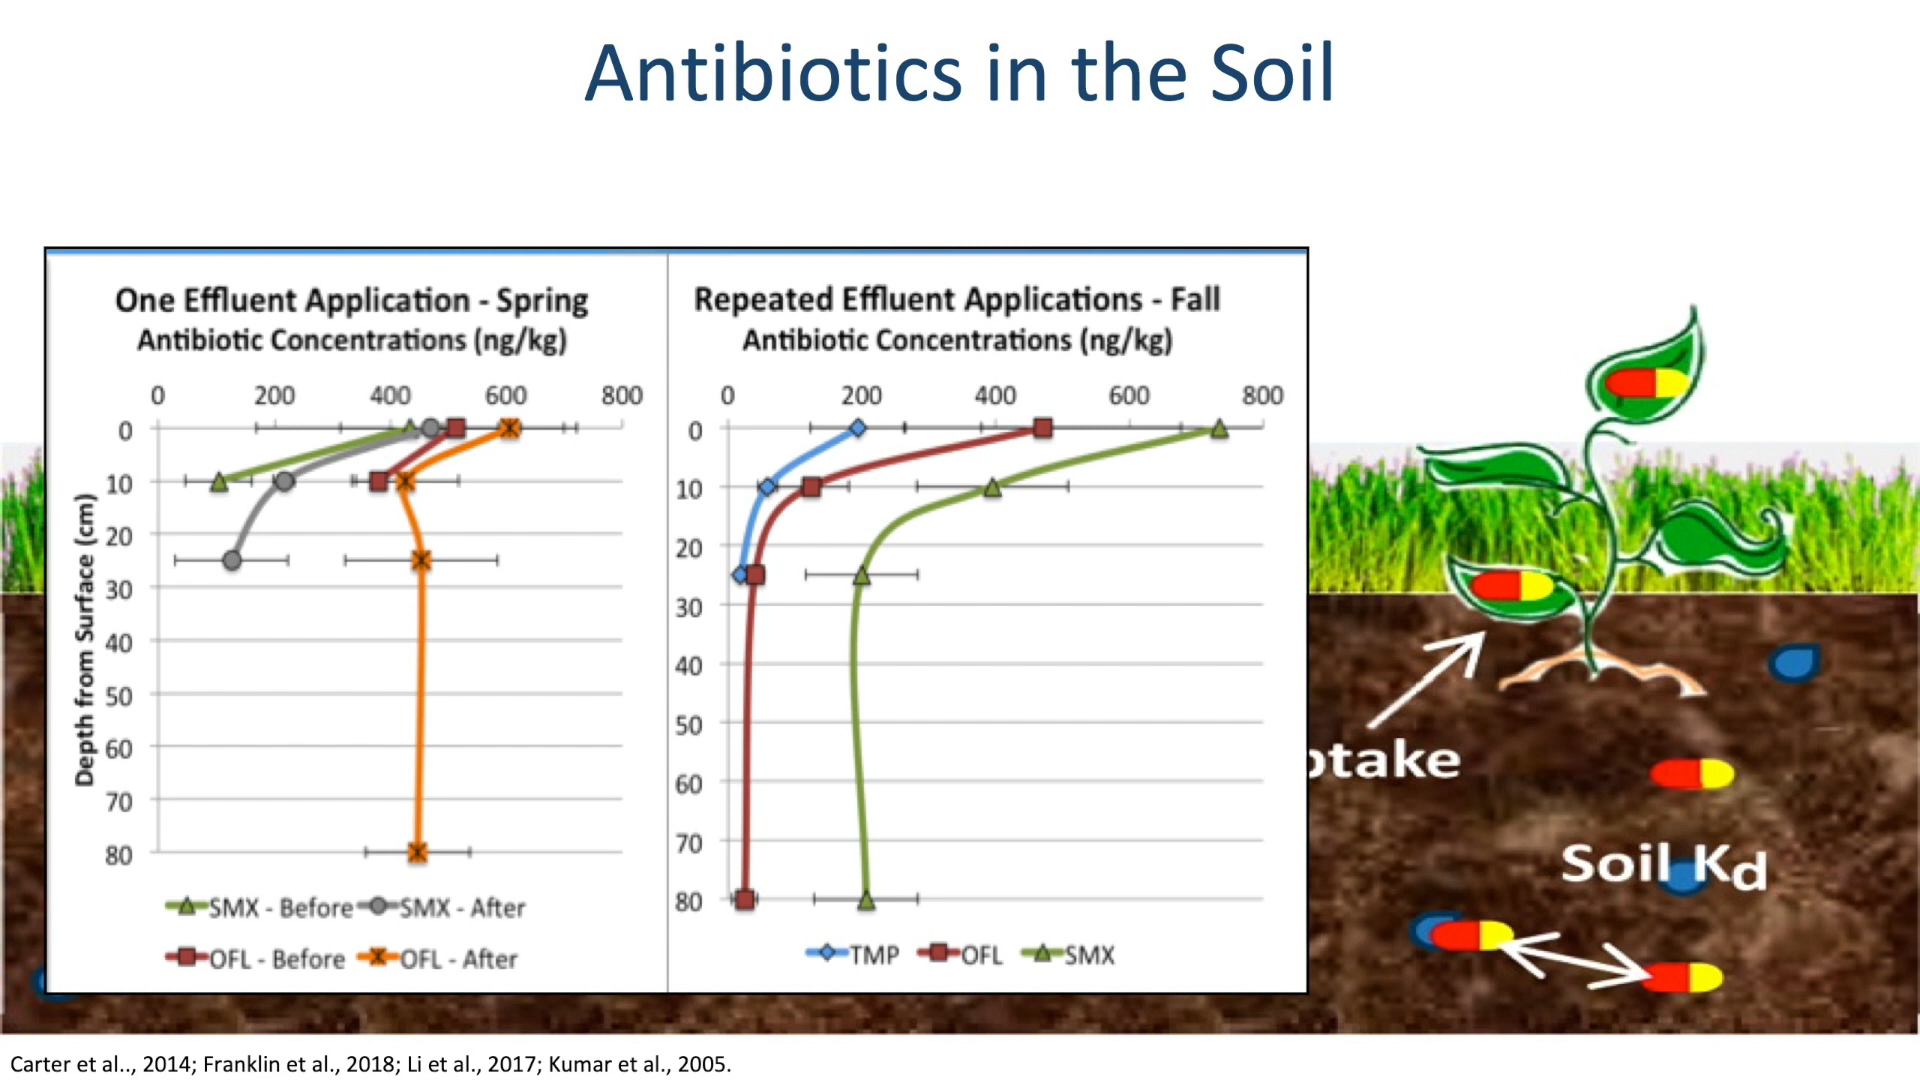 Antibiotics in the Soil
One Effluent Application - Spring
Antibiotic Concentrations (ng/kg)
0 200 400 600 800
0
10
20
30
40
50
60
70
80
Depth from Surface (cm)
SMX - Before SMX - After
OFL - Before OFL - After
Repeated Effluent Applications - Fall
Antibiotic Concentrations (ng/kg)
0 200 400 600 800
0
10
20
30
40
50
60
70
80
TMP OFL SMX
ptake
Soil Kd
Carter et al.., 2014; Franklin et al., 2018; Li et al., 2017; Kumar et al., 2005.